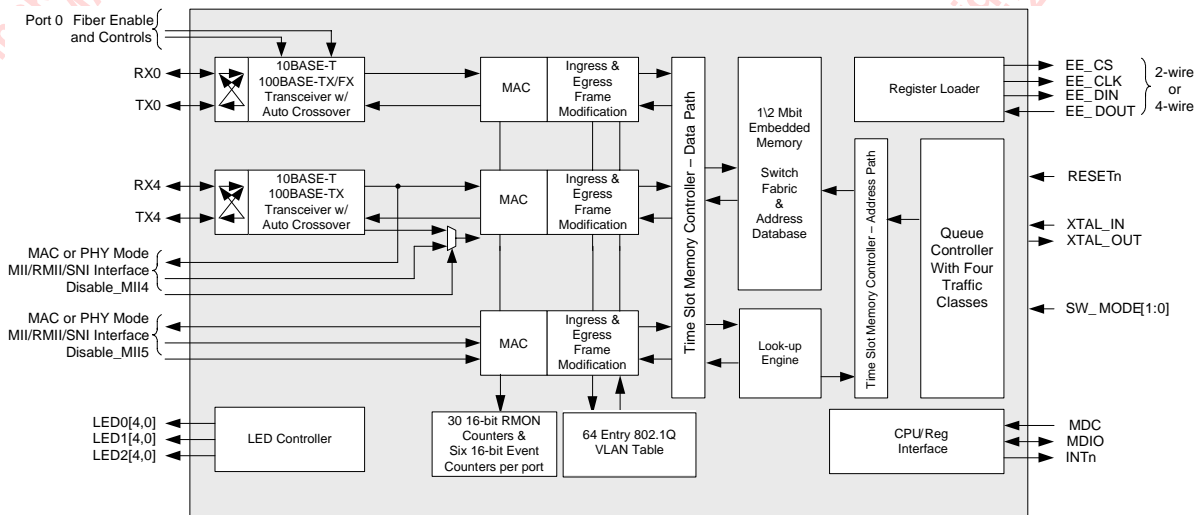 Port 0 Fiber Enable
and Controls
RX0
TX0
10BASE-T
100BASE-TX/FX
Transceiver w/
Auto Crossover
MAC
Ingress &
Egress
Frame
Modification
RX4
TX4
10BASE-T
100BASE-TX
Transceiver w/
Auto Crossover
MAC
Ingress &
Egress
Frame
Modification
MAC or PHY Mode
MII/RMII/SNI Interface
Disable_MII4
MAC or PHY Mode
MII/RMII/SNI Interface
Disable_MII5
MAC
Ingress &
Egress
Frame
Modification
LED0[4,0]
LED1[4,0]
LED2[4,0]
LED Controller
30 16-bit RMON
Counters &
Six 16-bit Event
Counters per port
64 Entry 802.1Q
VLAN Table
Time Slot Memory Controller – Data Path
1\2 Mbit
Embedded
Memory
Switch
Fabric
&
Address
Database
Look-up
Engine
Time Slot Memory Controller – Address Path
Register Loader
Queue
Controller
With Four
Traffic
Classes
CPU/Reg
Interface
EE_CS
EE_CLK
EE_DIN
EE_DOUT
2-wire
or
4-wire
RESETn
XTAL_IN
XTAL_OUT
SW_MODE[1:0]
MDC
MDIO
INTn